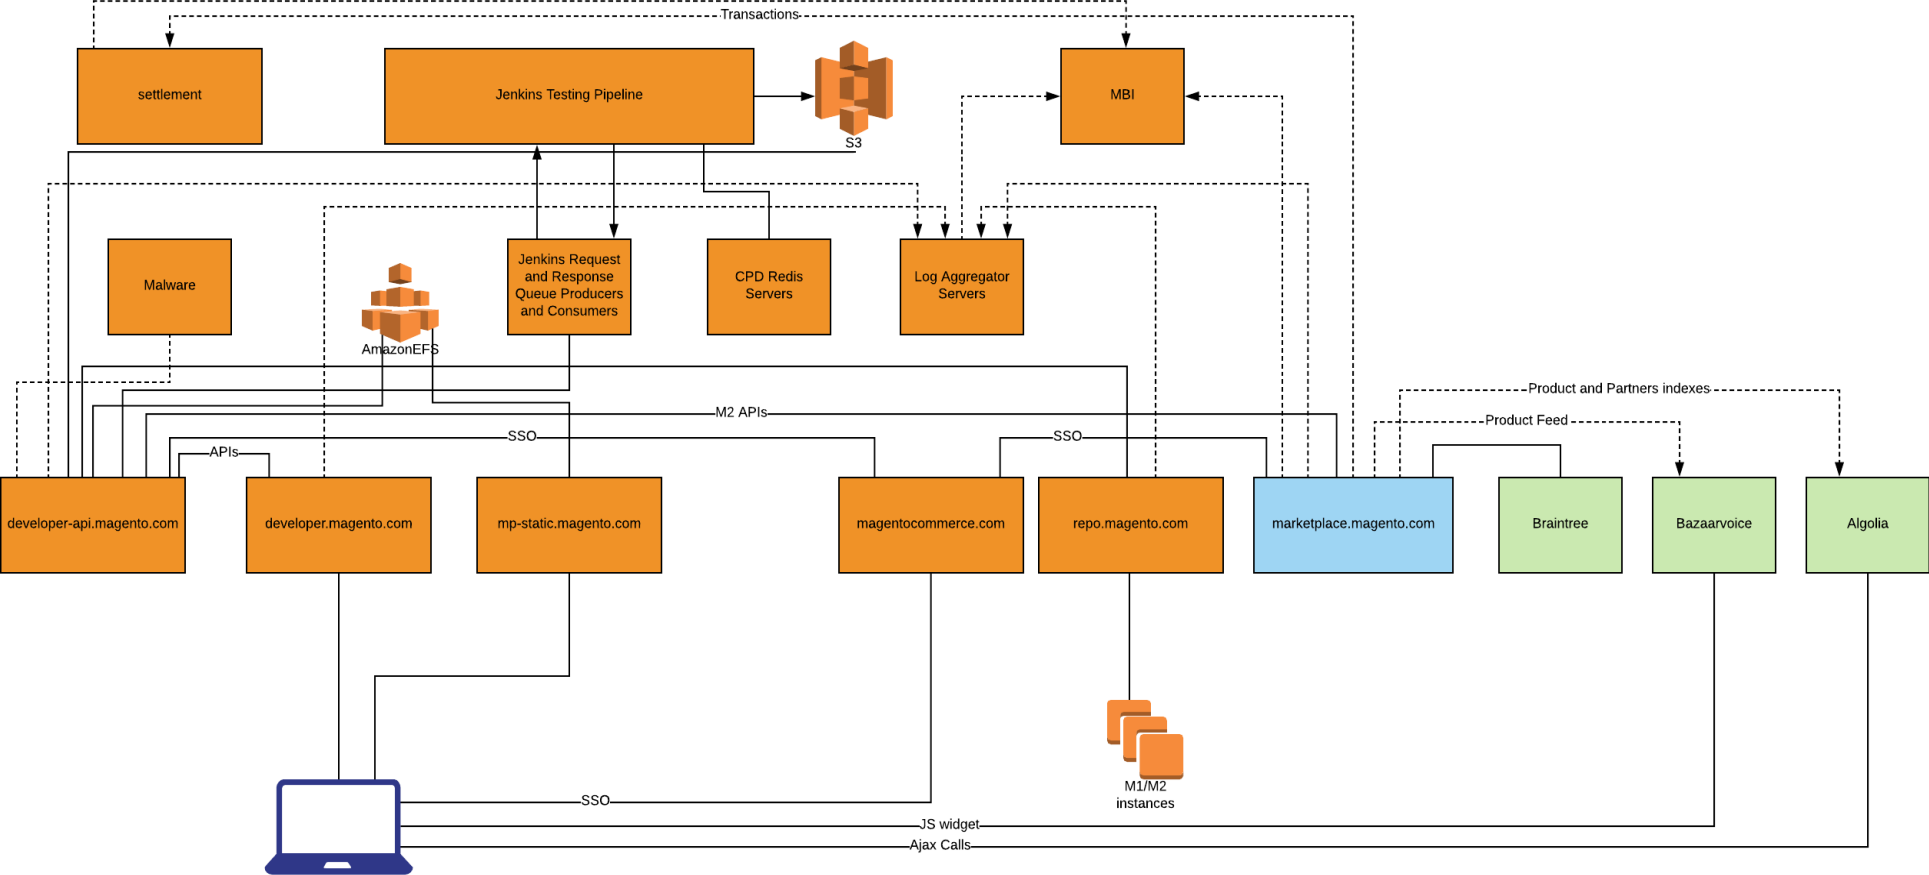 Transactions
settlement
Jenkins Testing Pipeline
MBI
S3
Malware
Jenkins Request
and Response
Queue Producers
and Consumers
CPD Redis
Servers
Log Aggregator
Servers
AmazonEFS
Product and Partners indexes
M2 APIs
Product Feed
SSO
SSO
APIs
developer-api.magento.com
developer.magento.com
mp-static.magento.com
magentocommerce.com
repo.magento.com
marketplace.magento.com
Braintree
Bazaarvoice
Algolia
M1/M2
instances
SSO
JS widget
Ajax Calls